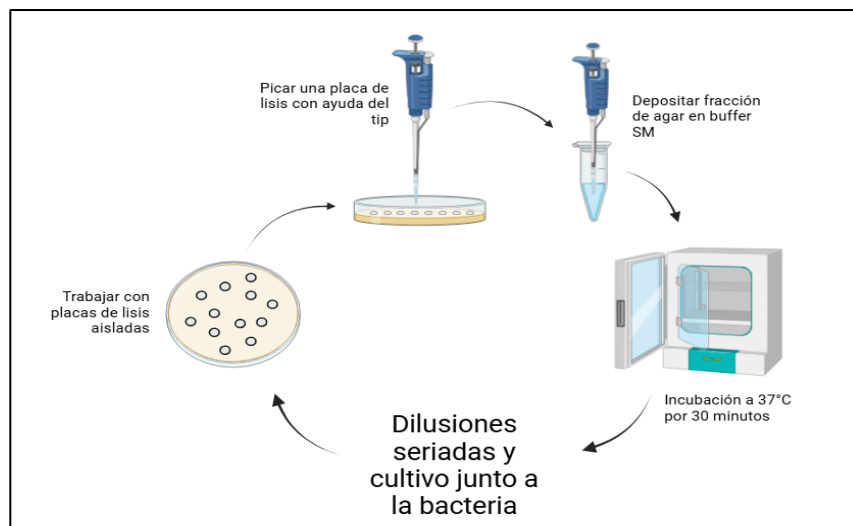 Picar una placa de
lisis con ayuda del
tip
Depositar fracción
de agar en buffer
SM
Trabajar con
placas de lisis
aisladas
Incubación a 37°C
por 30 minutos
Dilusiones
seriadas y
cultivo junto a
la bacteria